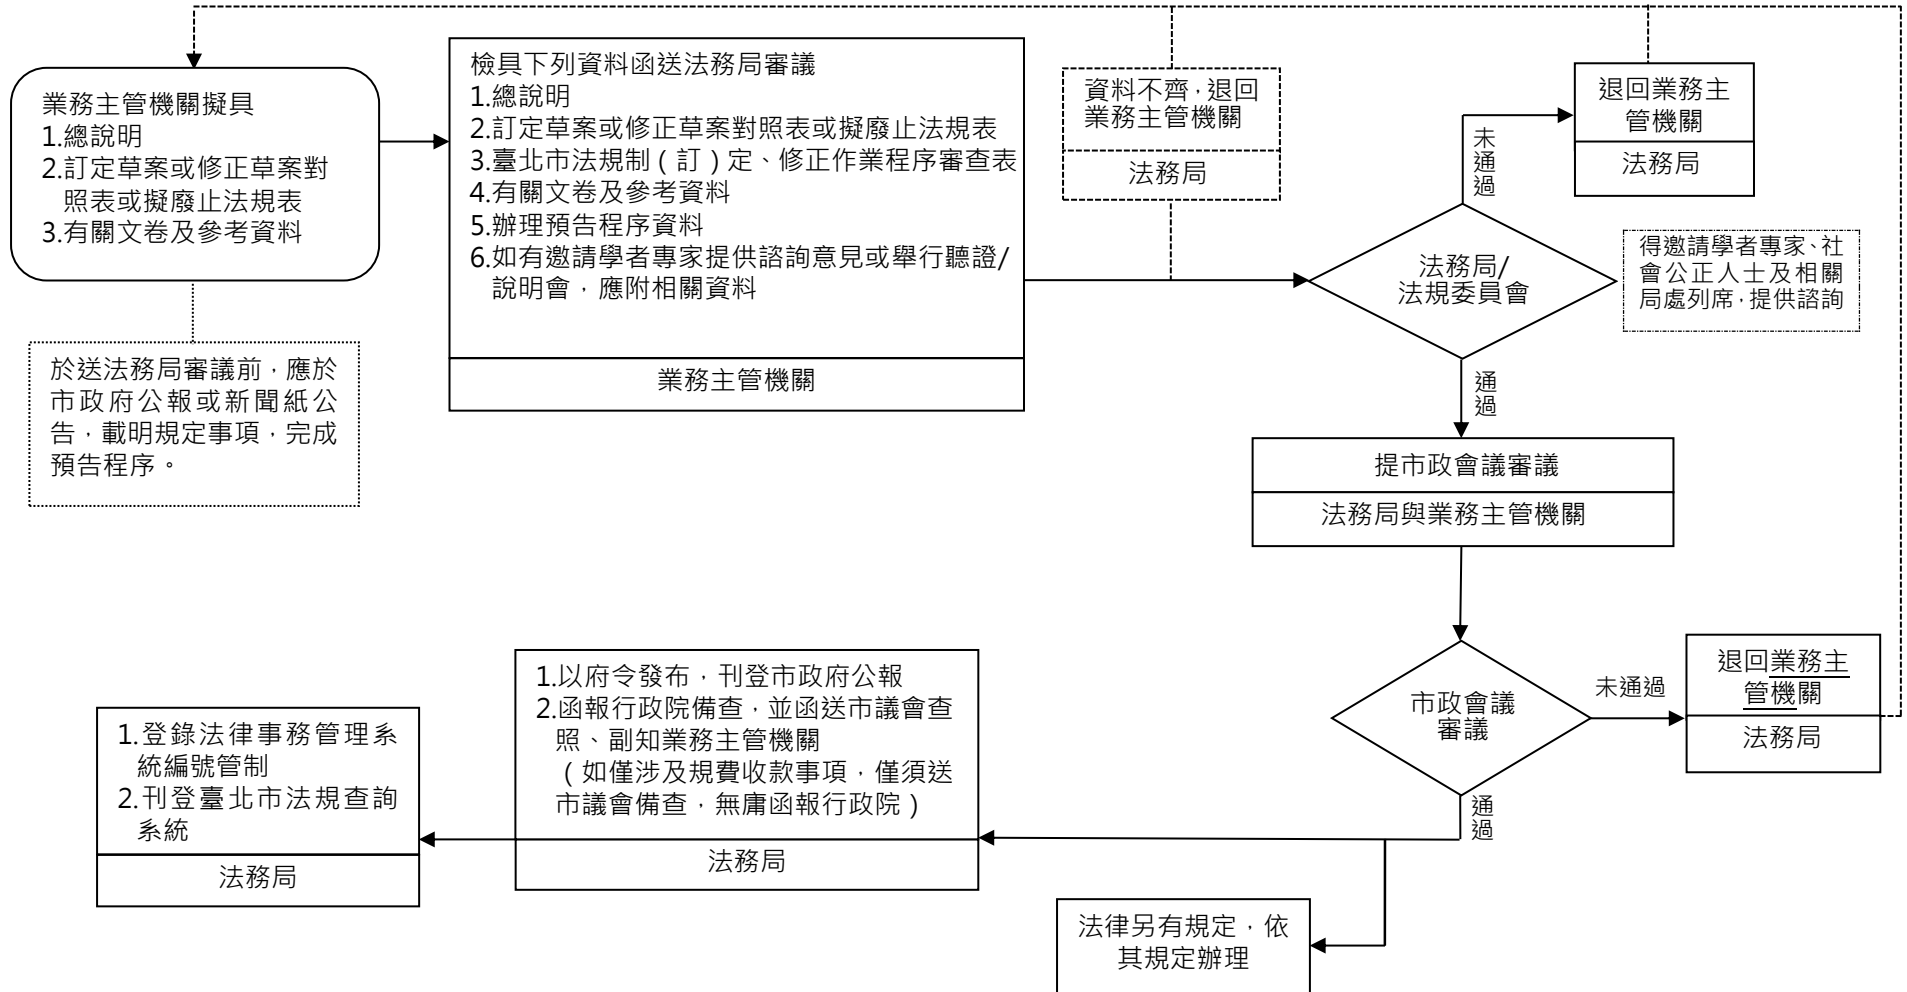 業務主管機關擬具
1.總說明
2.訂定草案或修正草案對
照表或擬廢止法規表
3.有關文卷及參考資料
於送法務局審議前，應於
市政府公報或新聞紙公
告，載明規定事項，完成
預告程序。
檢具下列資料函送法務局審議
1.總說明
2.訂定草案或修正草案對照表或擬廢止法規表
3.臺北市法規制（訂）定、修正作業程序審查表
4.有關文卷及參考資料
5.辦理預告程序資料
6.如有邀請學者專家提供諮詢意見或舉行聽證/
說明會，應附相關資料
業務主管機關
資料不齊，退回
業務主管機關
法務局
未通過
退回業務主
管機關
法務局
法務局/
法規委員會
得邀請學者專家、社
會公正人士及相關
局處列席，提供諮詢
通過
提市政會議審議
法務局與業務主管機關
市政會議
審議
未通過
退回業務主
管機關
法務局
通過
1.以府令發布，刊登市政府公報
2.函報行政院備查，並函送市議會查
照、副知業務主管機關
（如僅涉及規費收款事項，僅須送
市議會備查，無庸函報行政院）
法務局
1.登錄法律事務管理系
統編號管制
2.刊登臺北市法規查詢
系統
法務局
法律另有規定，依
其規定辦理